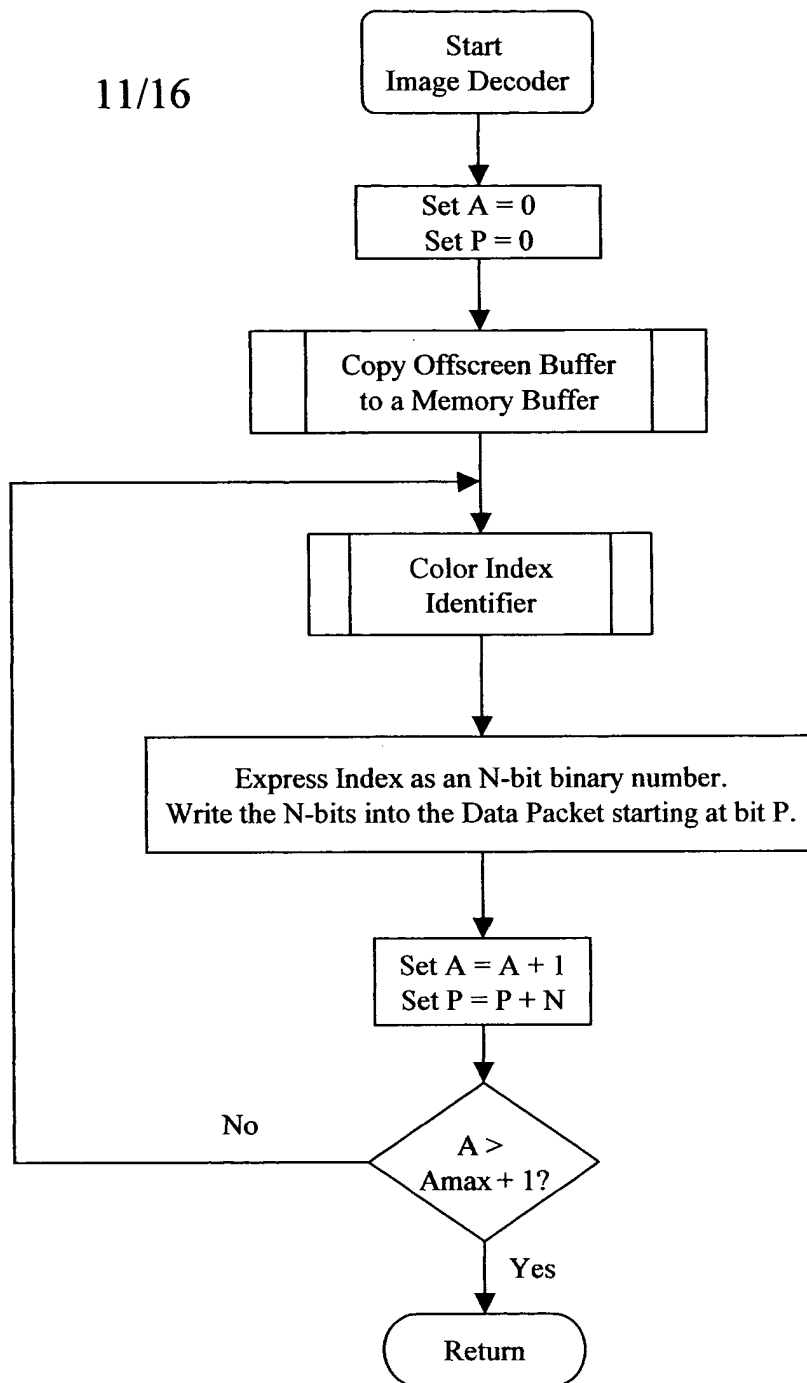 11/16
Start
Image Decoder
Set A = 0
Set P = 0
Copy Offscreen Buffer
to a Memory Buffer
Color Index
Identifier
Express Index as an N-bit binary number.
Write the N-bits into the Data Packet starting at bit P.
Set A = A + 1
Set P = P + N
No
A >
Amax + 1?
Yes
Return